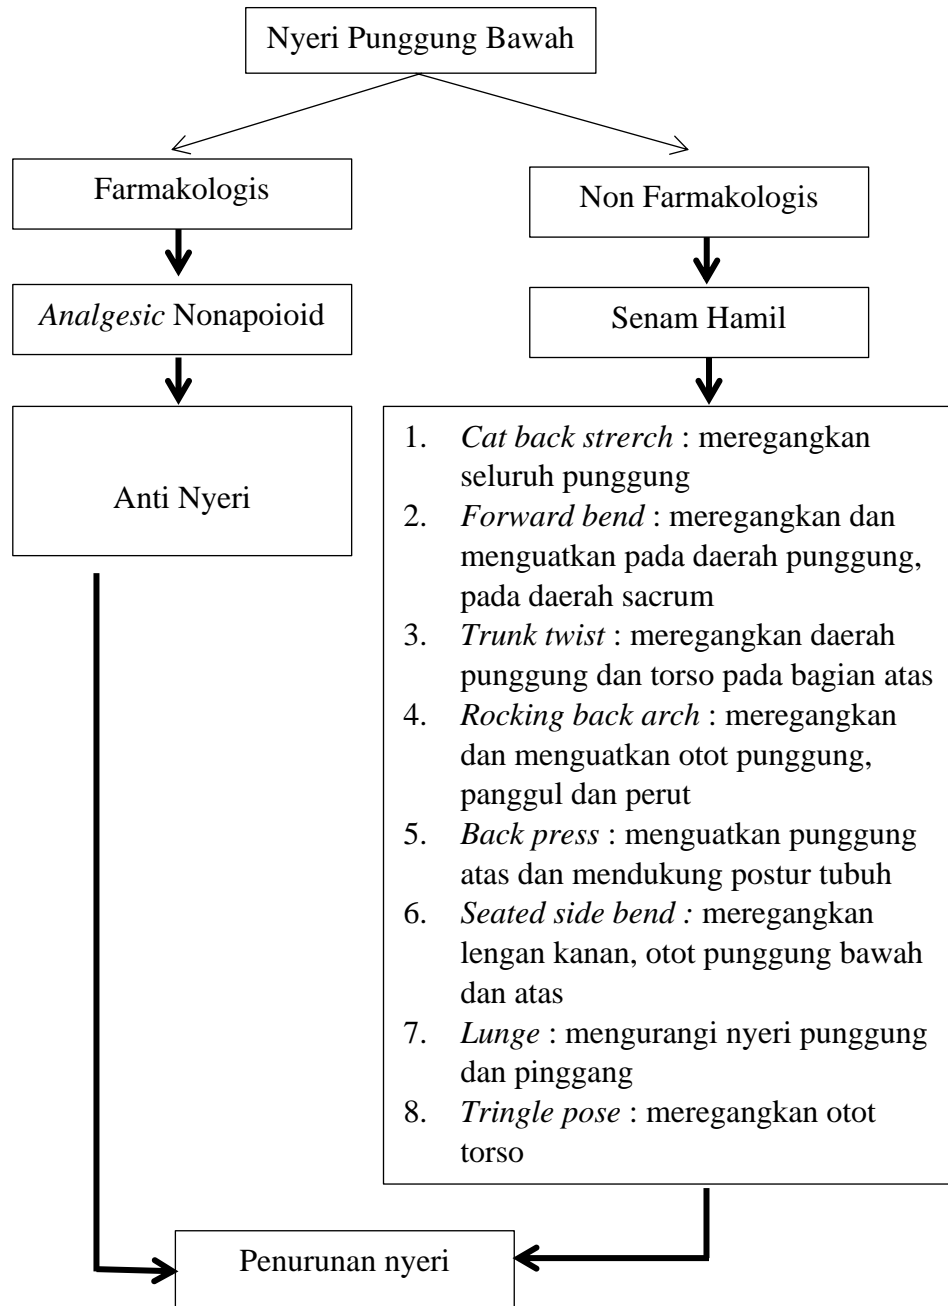 Nyeri Punggung Bawah
Farmakologis
Non Farmakologis
Analgesic Nonapoioid
Senam Hamil
Anti Nyeri
1. Cat back strerch : meregangkan
seluruh punggung
2. Forward bend : meregangkan dan
menguatkan pada daerah punggung,
pada daerah sacrum
3. Trunk twist : meregangkan daerah
punggung dan torso pada bagian atas
4. Rocking back arch : meregangkan
dan menguatkan otot punggung,
panggul dan perut
5. Back press : menguatkan punggung
atas dan mendukung postur tubuh
6. Seated side bend : meregangkan
lengan kanan, otot punggung bawah
dan atas
7. Lunge : mengurangi nyeri punggung
dan pinggang
8. Tringle pose : meregangkan otot
torso
Penurunan nyeri